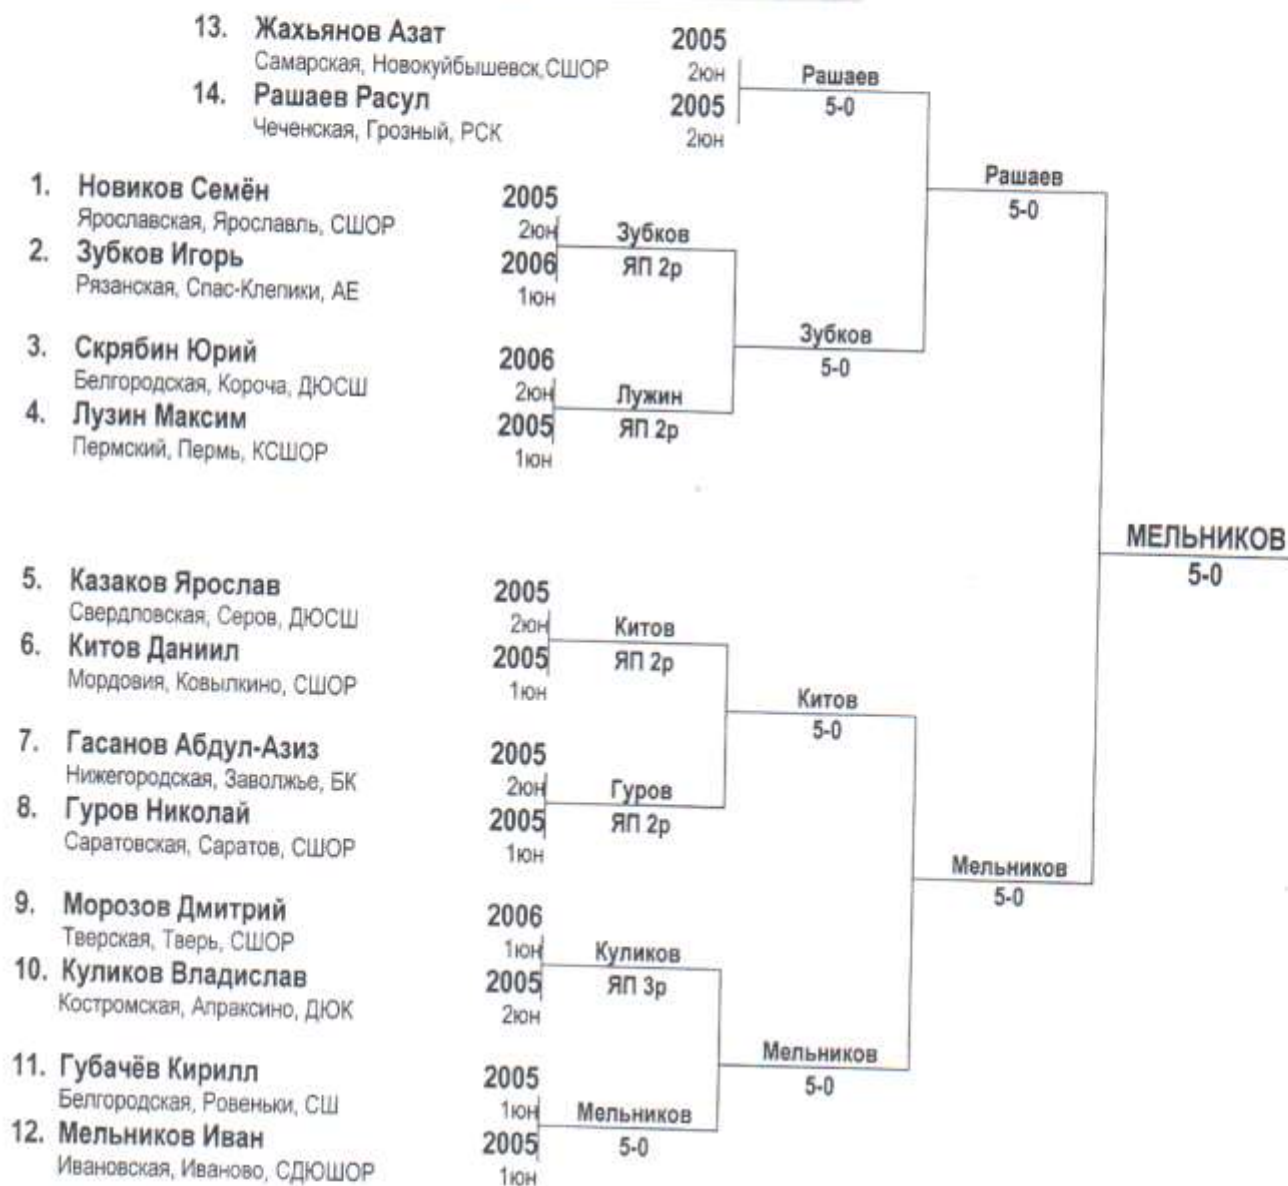 13. Жахьянов Азат 2005
Самарская, Новокуйбышевск,СШОР 2юн
14. Рашаев Расул 2005
Чеченская, Грозный, РСК 2юн
Рашаев
5-0
Рашаев
5-0
1. Новиков Семён 2005
Ярославская, Ярославль, СШОР 2юн
2. Зубков Игорь 2006
Рязанская, Спас-Клепики, АЕ 1юн
Зубков
ЯП 2р
Зубков
5-0
3. Скрябин Юрий 2006
Белгородская, Короча, ДЮСШ 2юн
4. Лузин Максим 2005
Пермский, Пермь, КСШОР 1юн
Лужин
ЯП 2р
МЕЛЬНИКОВ
5-0
5. Казаков Ярослав 2005
Свердловская, Серов, ДЮСШ 2юн
6. Китов Даниил 2005
Мордовия, Ковылкино, СШОР 1юн
Китов
ЯП 2р
Китов
5-0
7. Гасанов Абдул-Азиз 2005
Нижегородская, Заволжье, БК 2юн
8. Гуров Николай 2005
Саратовская, Саратов, СШОР 1юн
Гуров
ЯП 2р
Мельников
5-0
9. Морозов Дмитрий 2006
Тверская, Тверь, СШОР 1юн
10. Куликов Владислав 2005
Костромская, Апраксино, ДЮК 2юн
Куликов
ЯП 3р
Мельников
5-0
11. Губачёв Кирилл 2005
Белгородская, Ровеньки, СШ 1юн
12. Мельников Иван 2005
Ивановская, Иваново, СДЮШОР 1юн
Мельников
5-0